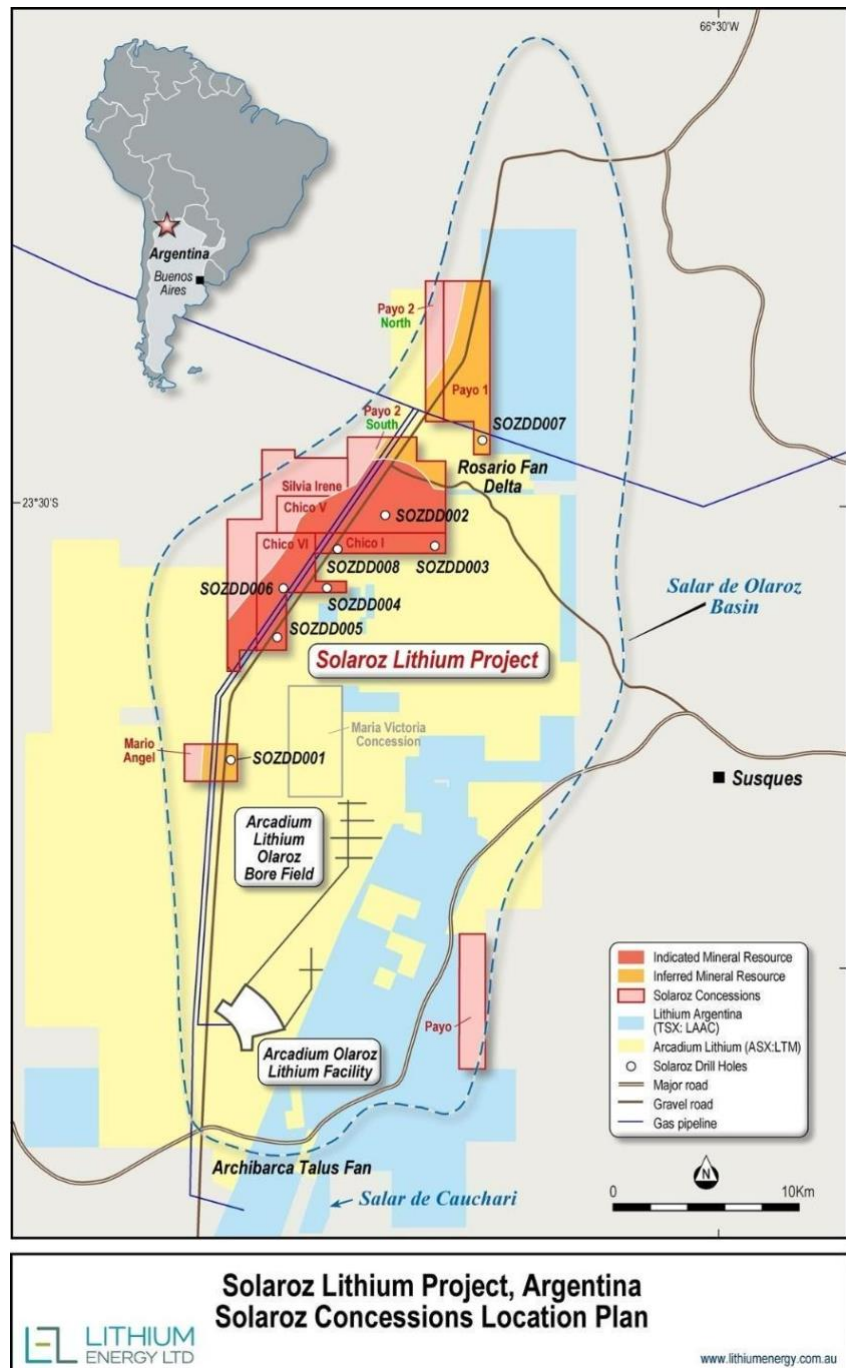 66°30'W
Argentina
Buenos
Aires
Payo 2
North
Payo 1
SOZDD007
Payo 2
South
Rosario Fan
Delta
23°30'S
Silvia Irene
Chico V
SOZDD002
Chico VI
Chico I
SOZDD008
SOZDD003
SOZDD006
SOZDD004
SOZDD005
Salar de Olaroz
Basin
Solaroz Lithium Project
Maria Victoria
Concession
Mario
Angel
SOZDD001
Susques
Arcadium
Lithium
Olaroz
Bore Field
Payo
Arcadium Olaroz
Lithium Facility
Archibarca Talus Fan
Salar de Cauchari
Indicated Mineral Resource
Inferred Mineral Resource
Solaroz Concessions
Lithium Argentina
(TSX: LAAC)
Arcadium Lithium (ASX:LTM)
Solaroz Drill Holes
Major road
Gravel road
Gas pipeline
N
0 10Km
Solaroz Lithium Project, Argentina
Solaroz Concessions Location Plan
LEL LITHIUM
ENERGY LTD
www.lithiumenergy.com.au